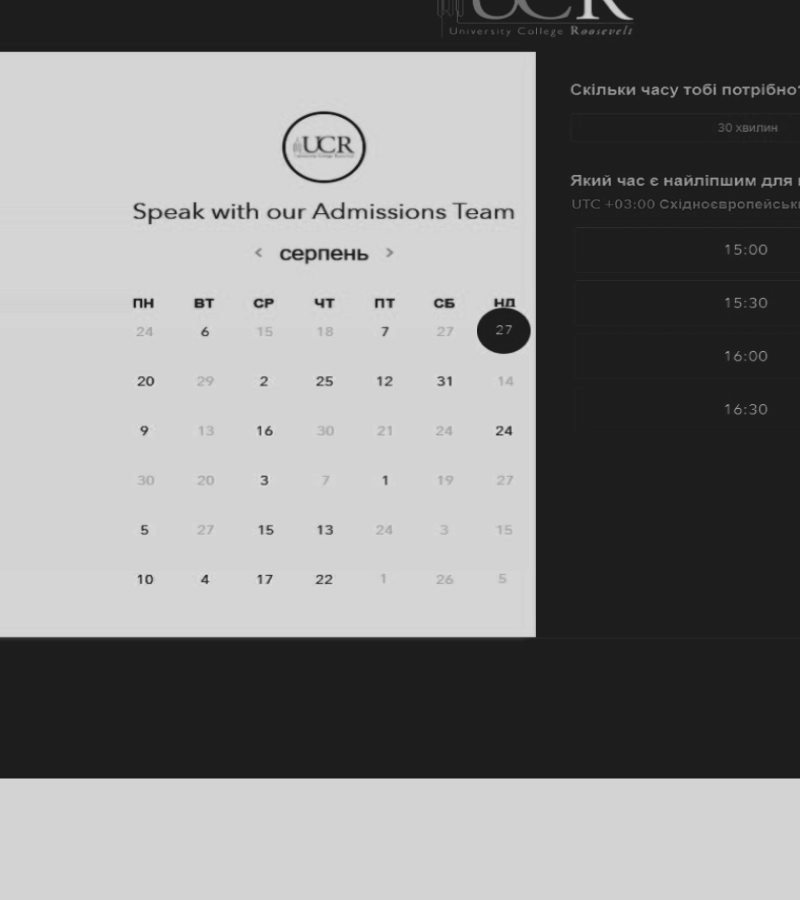 UCR
University College Roosevelt
UCR
Speak with our Admissions Team
< серпень >
ПН ВТ СР ЧТ ПТ СБ НД
24 6 15 18 7 27 27
20 29 2 25 12 31 14
9 13 16 30 21 24 24
30 20 3 7 1 19 27
5 27 15 13 24 3 15
10 4 17 22 1 26 5
Скільки часу тобі потрібно?
30 хвилин
Який час є найліпшим для
UTC +03:00 Східноєвропейськ
15:00
15:30
16:00
16:30